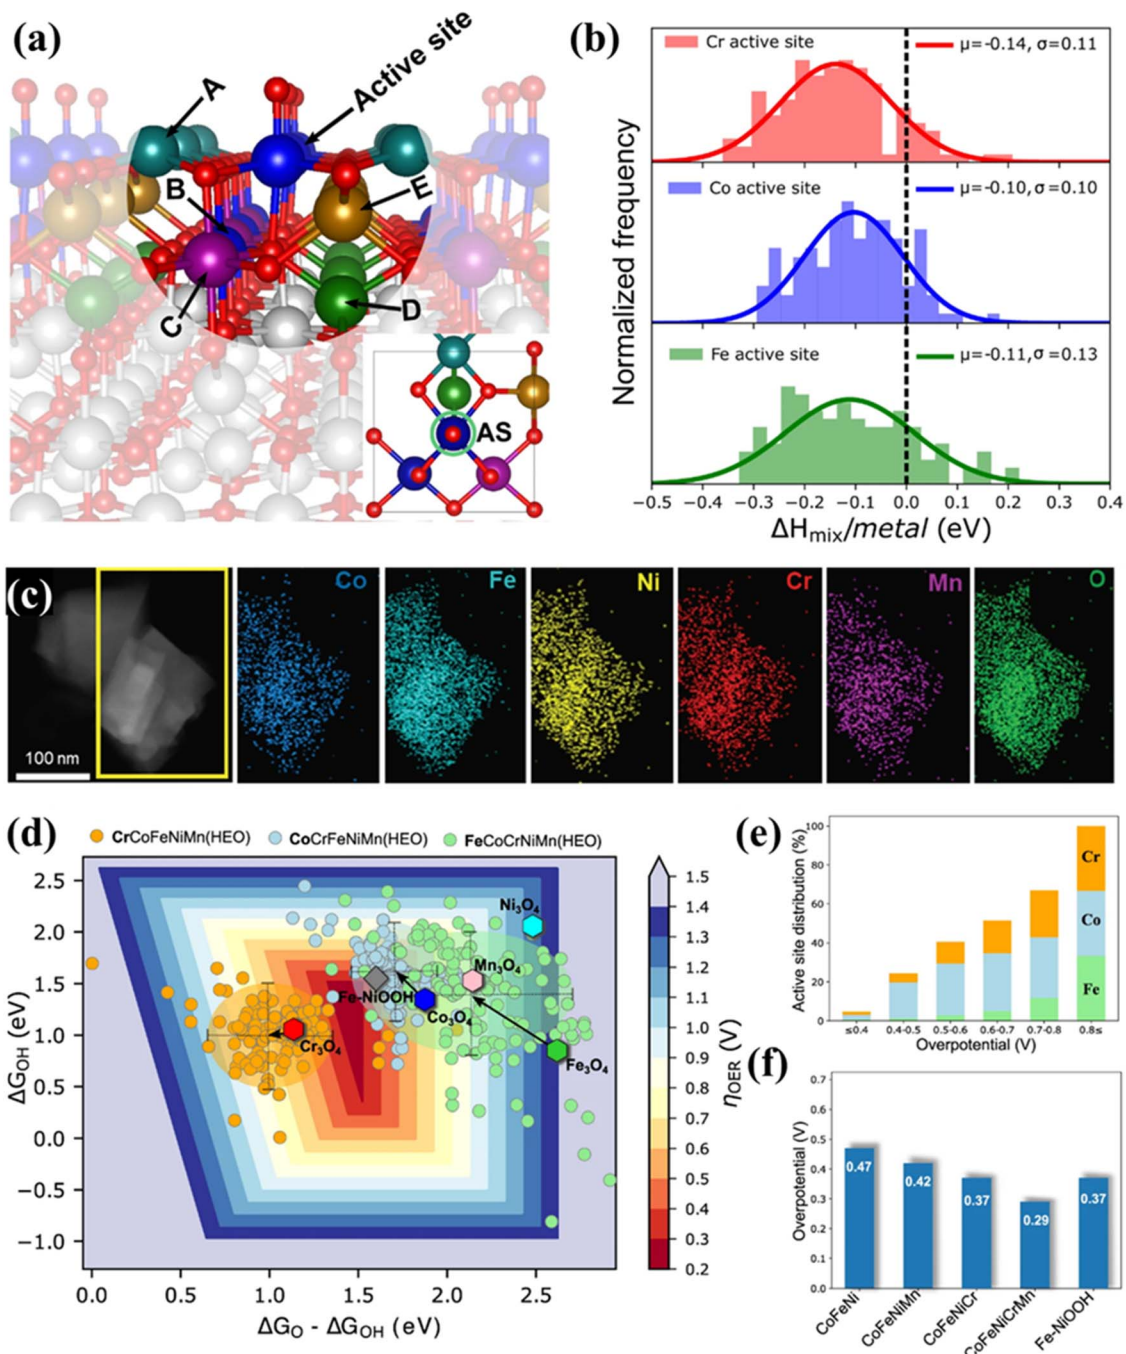 (a)
A
Active site
B
E
C
D
AS
(b)
Normalized frequency
Cr active site
μ=-0.14, σ=0.11
Co active site
μ=-0.10, σ=0.10
Fe active site
μ=-0.11, σ=0.13
−0.5 −0.4 −0.3 −0.2 −0.1 0.0 0.1 0.2 0.3 0.4
ΔHmix/metal (eV)
(c)
100 nm
Co
Fe
Ni
Cr
Mn
O
(d)
CrCoFeNiMn(HEO) CoCrFeNiMn(HEO) FeCoCrNiMn(HEO)
ΔGOH (eV)
2.5
2.0
1.5
1.0
0.5
0.0
−0.5
−1.0
Ni3O4
Mn3O4
Fe-NiOOH
Co3O4
Cr3O4
Fe3O4
0.0 0.5 1.0 1.5 2.0 2.5
ΔGO - ΔGOH (eV)
1.5
1.4
1.3
1.2
1.1
1.0
0.9
0.8
0.7
0.6
0.5
0.4
0.3
0.2
ηOER (V)
(e)
Active site distribution (%)
100
80
60
40
20
0
Cr
Co
Fe
≤0.4 0.4-0.5 0.5-0.6 0.6-0.7 0.7-0.8 0.8≤
Overpotential (V)
(f)
Overpotential (V)
0.7
0.6
0.5
0.4
0.3
0.2
0.1
0.0
0.47
0.42
0.37
0.29
0.37
CoFeNi
CoFeNiMn
CoFeNiCr
CoFeNiCrMn
Fe-NiOOH